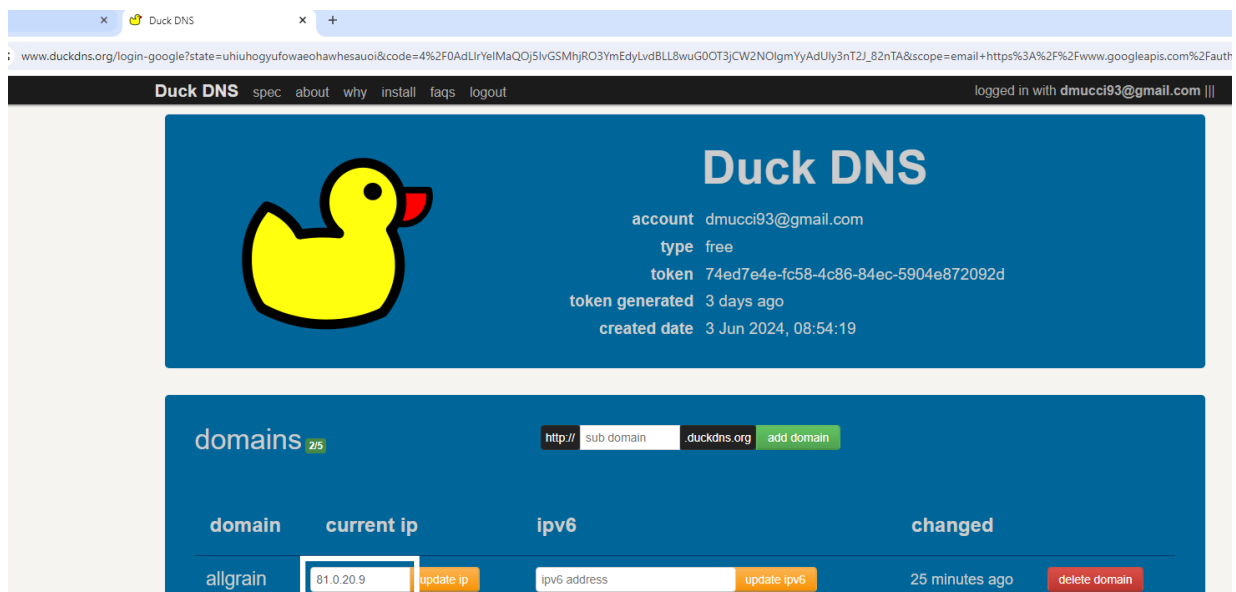 Duck DNS
www.duckdns.org/login-google?state=uhiuhogyufowaeohawhesauoi&code=4%2F0AdLIrYeIMaQOj5IvGSMhjRO3YmEdyLvdBLL8wuG0OT3jCW2NOIgmYyAdUIy3nT2J_82nTA&scope=email+https%3A%2F%2Fwww.googleapis.com%2Fauth
Duck DNS spec about why install faqs logout logged in with dmucci93@gmail.com |||
Duck DNS
account dmucci93@gmail.com
type free
token 74ed7e4e-fc58-4c86-84ec-5904e872092d
token generated 3 days ago
created date 3 Jun 2024, 08:54:19
domains 2/5 http:// sub domain .duckdns.org add domain
domain current ip ipv6 changed
allgrain 81.0.20.9 update ip ipv6 address update ipv6 25 minutes ago delete domain